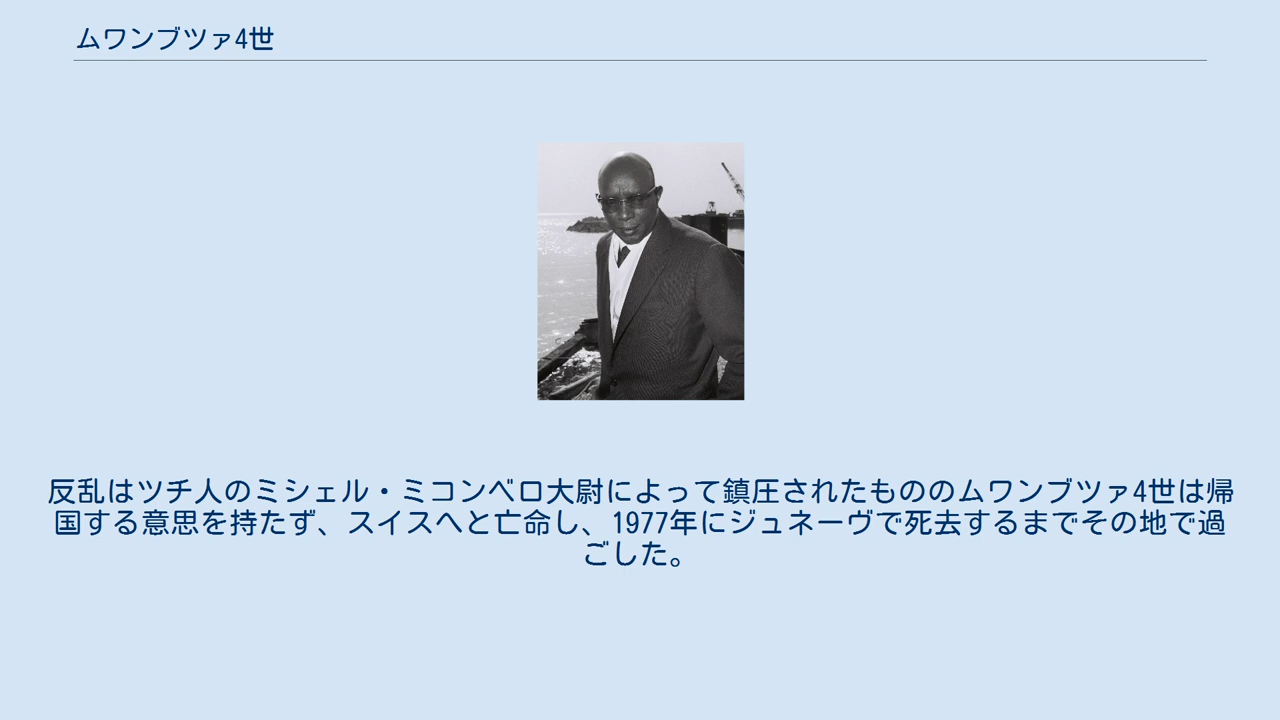 ムワンブツァ4世
反乱はツチ人のミシェル・ミコンベロ大尉によって鎮圧されたもののムワンブツァ4世は帰
国する意思を持たず、スイスへと亡命し、1977年にジュネーヴで死去するまでその地で過
ごした。